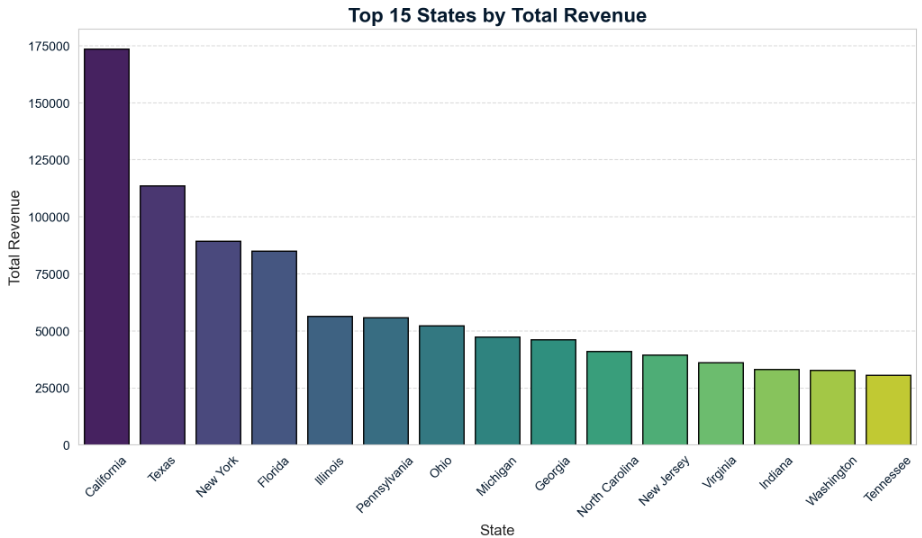 Top 15 States by Total Revenue
Total Revenue
175000
150000
125000
100000
75000
50000
25000
0
California
Texas
New York
Florida
Illinois
Pennsylvania
Ohio
Michigan
Georgia
North Carolina
New Jersey
Virginia
Indiana
Washington
Tennessee
State